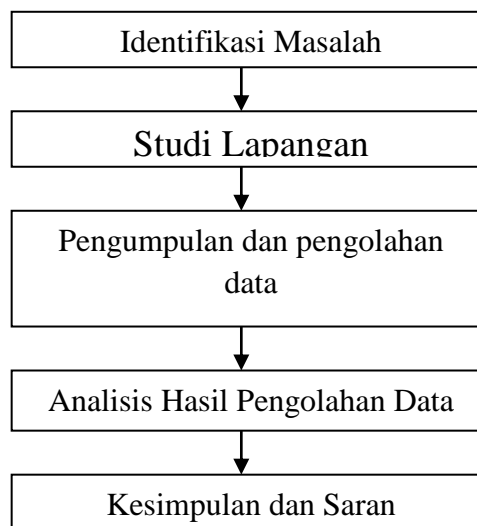 Identifikasi Masalah
Studi Lapangan
Pengumpulan dan pengolahan
data
Analisis Hasil Pengolahan Data
Kesimpulan dan Saran